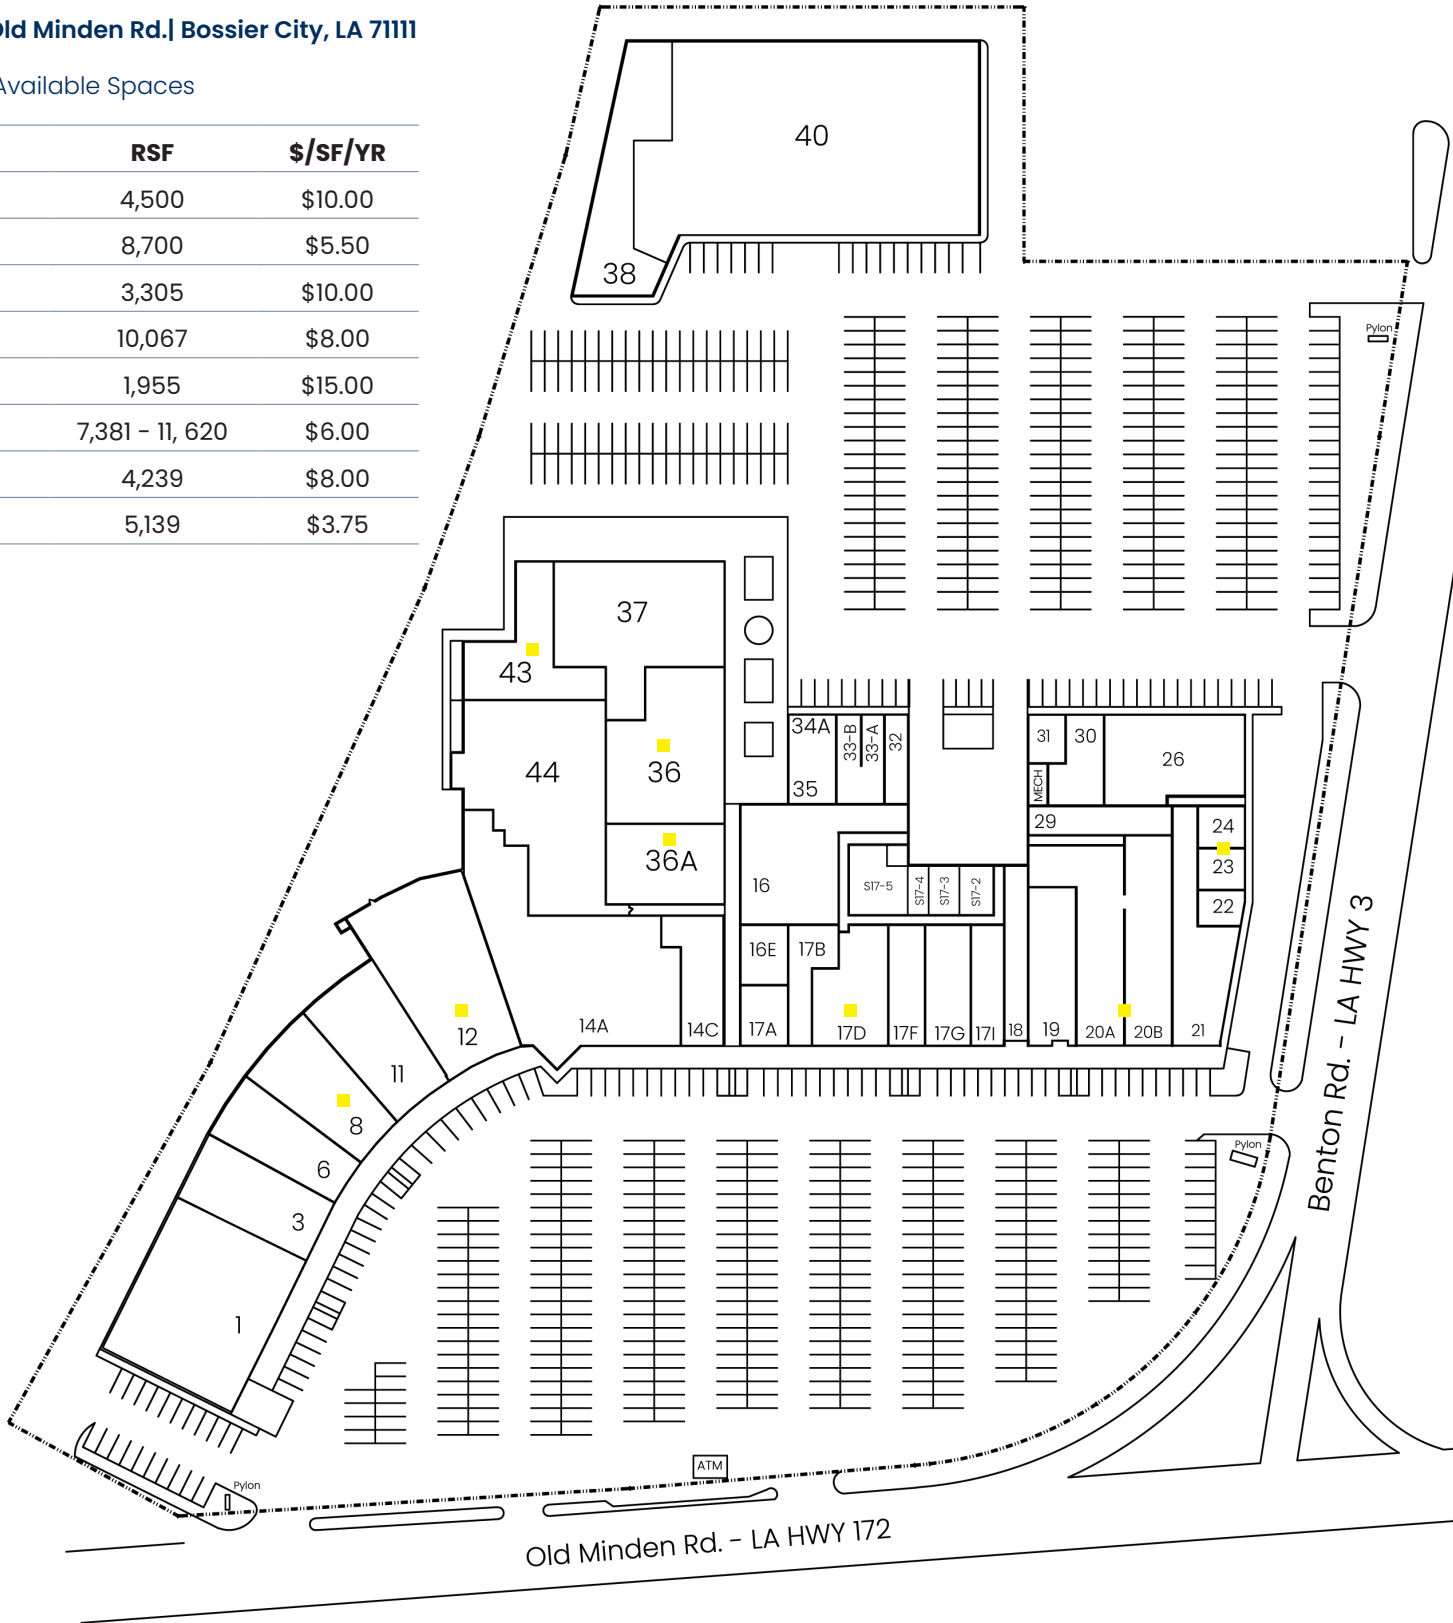 Old Minden Rd.| Bossier City, LA 71111
Available Spaces
RSF $/SF/YR
4,500 $10.00
8,700 $5.50
3,305 $10.00
10,067 $8.00
1,955 $15.00
7,381 - 11, 620 $6.00
4,239 $8.00
5,139 $3.75
40
38
Pylon
37
43
34A
33-B
33-A
32
31
30
26
44
36
35
MECH
29
24
36A
23
16
S17-5
S17-4
S17-3
S17-2
22
16E
17B
12
14A
14C
17A
17D
17F
17G
17I
18
19
20A
20B
21
11
8
6
3
1
Pylon
Benton Rd. - LA HWY 3
ATM
Pylon
Old Minden Rd. - LA HWY 172